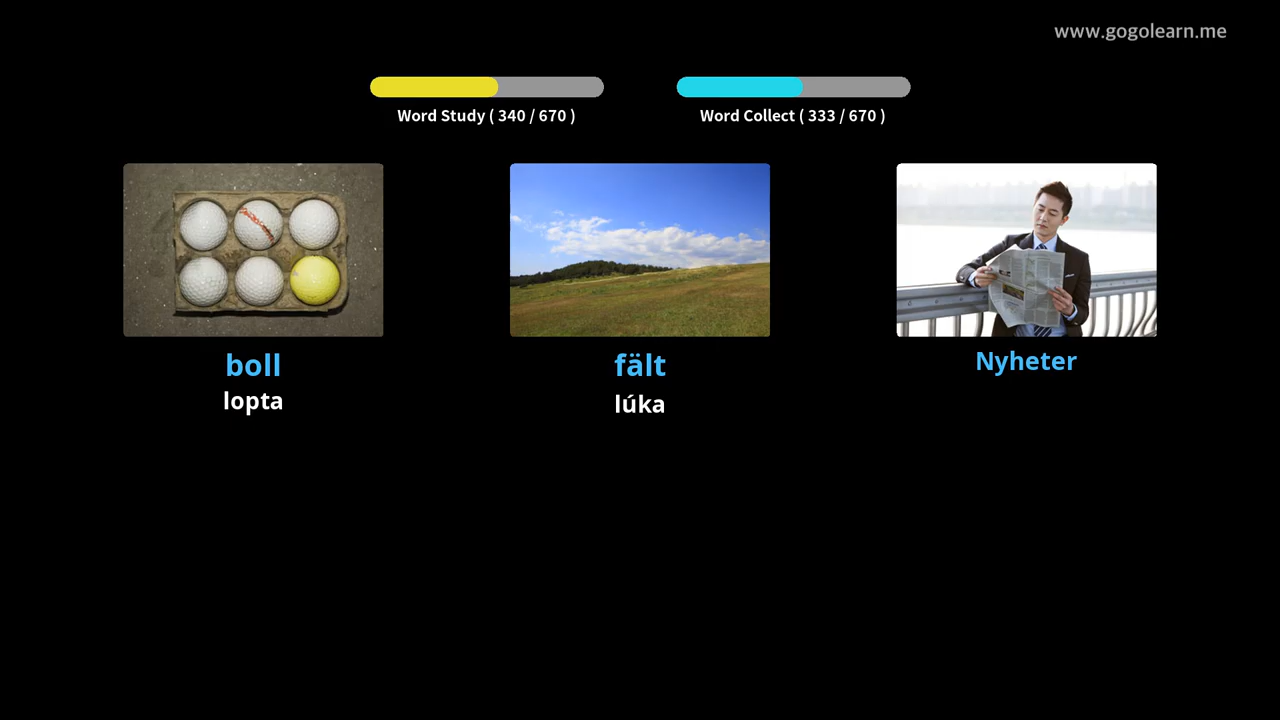 www.gogolearn.me
Word Study ( 340 / 670 )
Word Collect ( 333 / 670 )
boll
lopta
fält
lúka
Nyheter